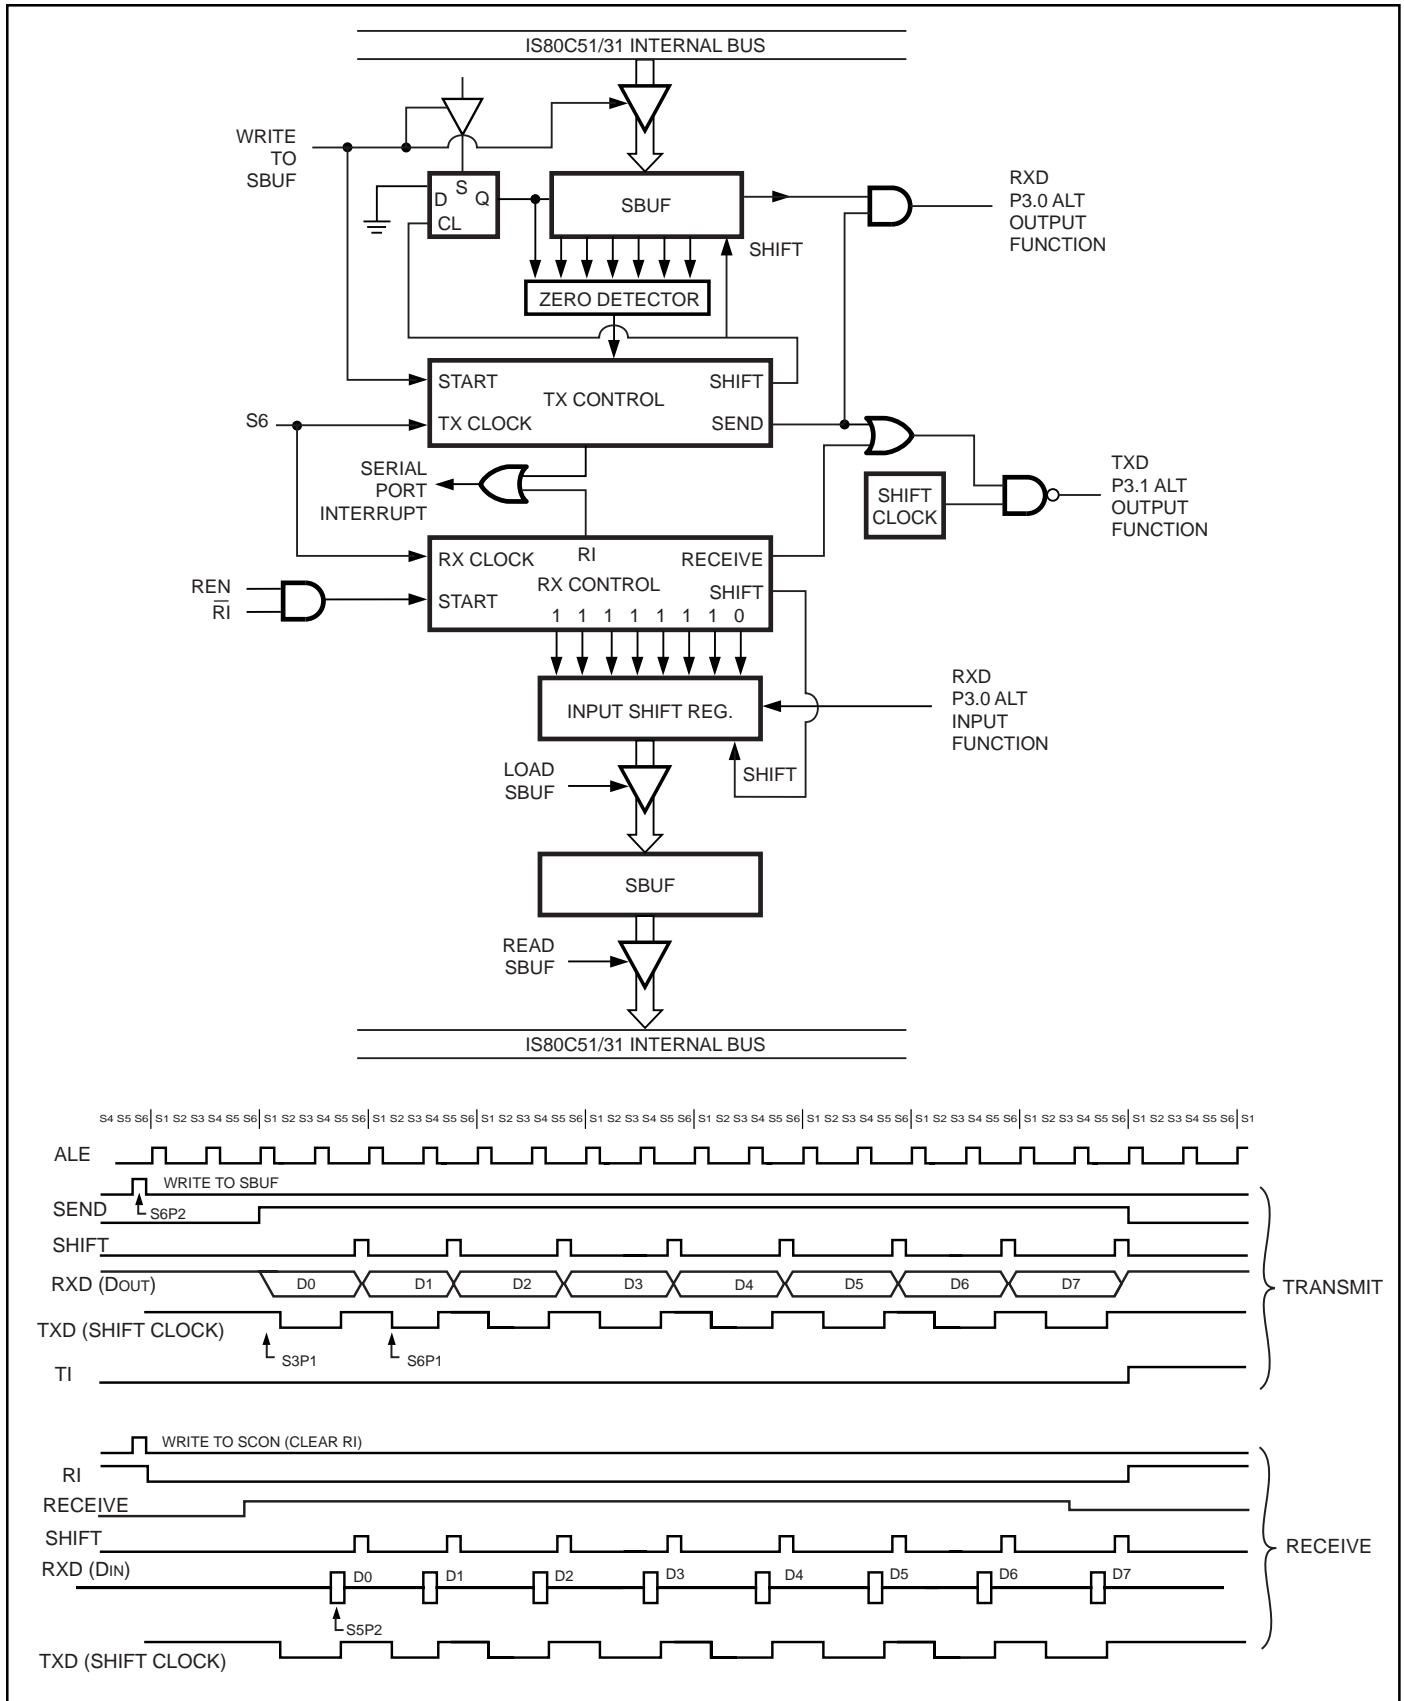 IS80C51/31 INTERNAL BUS
WRITE
TO
SBUF
D S Q
CL
SBUF
SHIFT
RXD
P3.0 ALT
OUTPUT
FUNCTION
ZERO DETECTOR
START
SHIFT
TX CONTROL
S6
TX CLOCK
SEND
SERIAL
PORT
INTERRUPT
SHIFT
CLOCK
TXD
P3.1 ALT
OUTPUT
FUNCTION
RX CLOCK
RI
RECEIVE
RX CONTROL
SHIFT
REN
R̅I̅
START
1 1 1 1 1 1 1 0
INPUT SHIFT REG.
RXD
P3.0 ALT
INPUT
FUNCTION
LOAD
SBUF
SHIFT
SBUF
READ
SBUF
IS80C51/31 INTERNAL BUS
S4 S5 S6 S1 S2 S3 S4 S5 S6 S1 S2 S3 S4 S5 S6 S1 S2 S3 S4 S5 S6 S1 S2 S3 S4 S5 S6 S1 S2 S3 S4 S5 S6 S1 S2 S3 S4 S5 S6 S1 S2 S3 S4 S5 S6 S1 S2 S3 S4 S5 S6 S1 S2 S3 S4 S5 S6 S1 S2 S3 S4 S5 S6 S1
ALE
WRITE TO SBUF
SEND
S6P2
SHIFT
RXD (DOUT)
D0 D1 D2 D3 D4 D5 D6 D7
TRANSMIT
TXD (SHIFT CLOCK)
S3P1
S6P1
TI
WRITE TO SCON (CLEAR RI)
RI
RECEIVE
SHIFT
RECEIVE
RXD (DIN)
D0 D1 D2 D3 D4 D5 D6 D7
S5P2
TXD (SHIFT CLOCK)